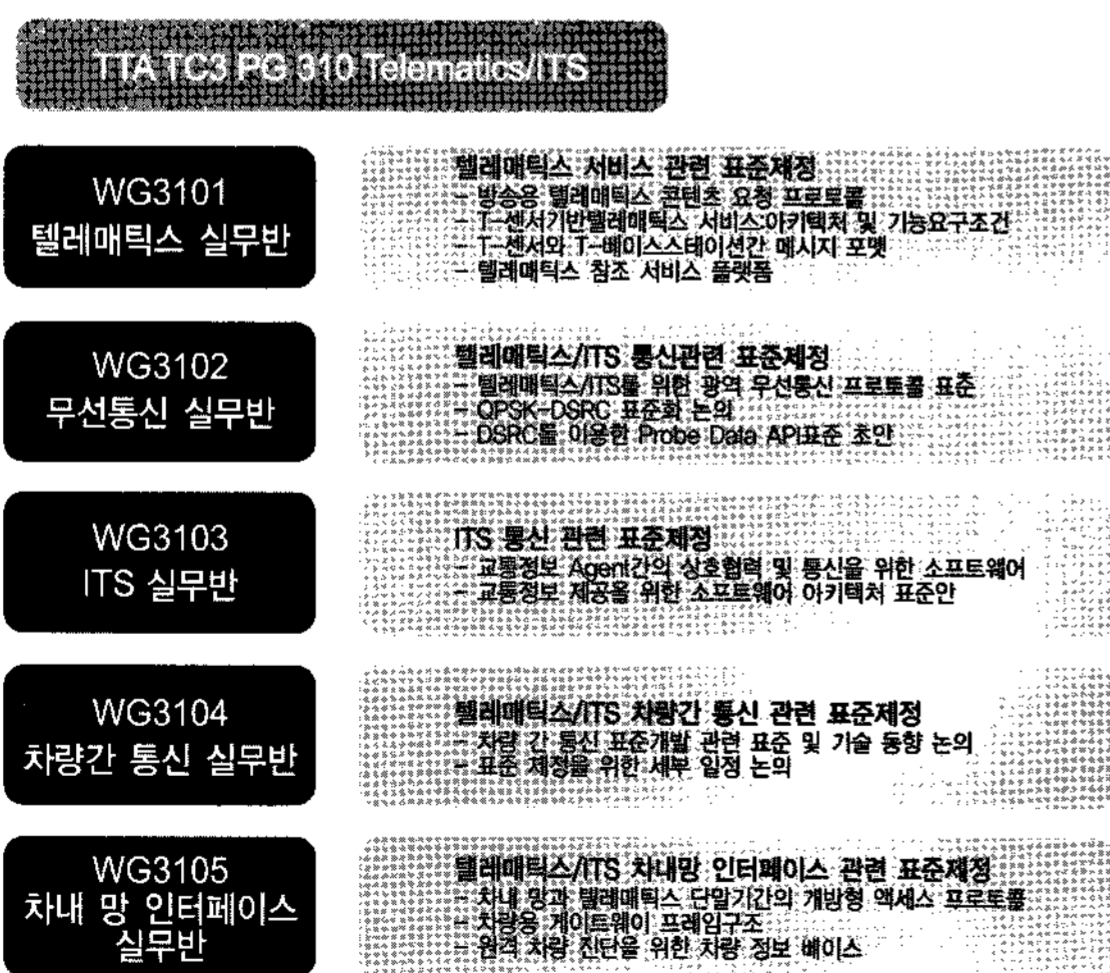 TTA TC3 PG 310 Telematics/ITS
WG3101
텔레매틱스 실무반
텔레매틱스 서비스 관련 표준제정
- 방송용 텔레매틱스 콘텐츠 요청 프로토콜
- T-센서기반텔레매틱스 서비스:아키텍처 및 기능요구조건
- T-센서와 T-베이스스테이션간 메시지 포맷
- 텔레매틱스 참조 서비스 플랫폼
WG3102
무선통신 실무반
텔레매틱스/ITS 통신관련 표준제정
- 텔레매틱스/ITS를 위한 광역 무선통신 프로토콜 표준
- QPSK-DSRC 표준화 논의
- DSRC를 이용한 Probe Data API표준 초안
WG3103
ITS 실무반
ITS 통신 관련 표준제정
- 교통정보 Agent간의 상호협력 및 통신을 위한 소프트웨어
- 교통정보 제공을 위한 소프트웨어 아키텍처 표준안
WG3104
차량간 통신 실무반
텔레매틱스/ITS 차량간 통신 관련 표준제정
- 차량 간 통신 표준개발 관련 표준 및 기술 동향 논의
- 표준 제정을 위한 세부 일정 논의
WG3105
차내 망 인터페이스
실무반
텔레매틱스/ITS 차내망 인터페이스 관련 표준제정
- 차내 망과 텔레매틱스 단말기간의 개방형 액세스 프로토콜
- 차량용 게이트웨이 프레임구조
- 원격 차량 진단을 위한 차량 정보 베이스